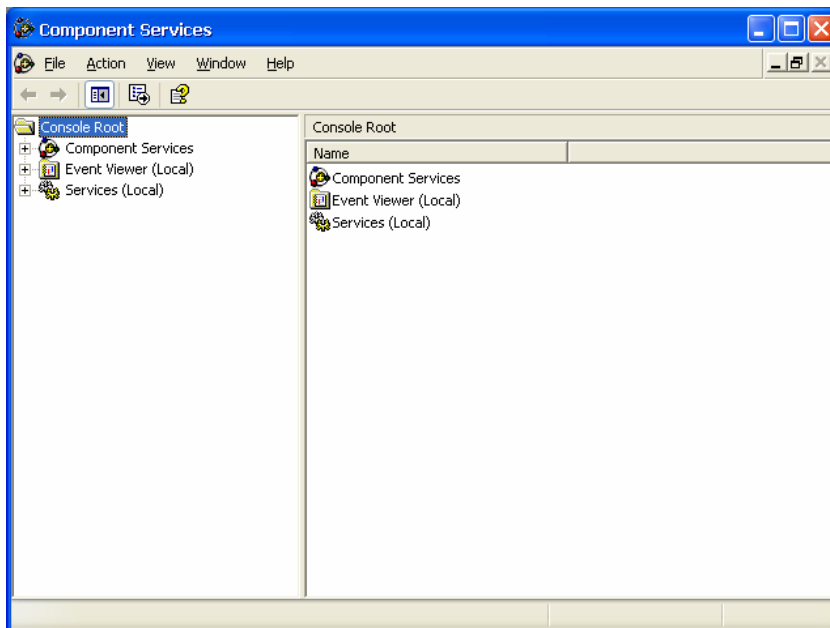 Component Services
File Action View Window Help
Console Root
Component Services
Event Viewer (Local)
Services (Local)
Console Root
Name
Component Services
Event Viewer (Local)
Services (Local)